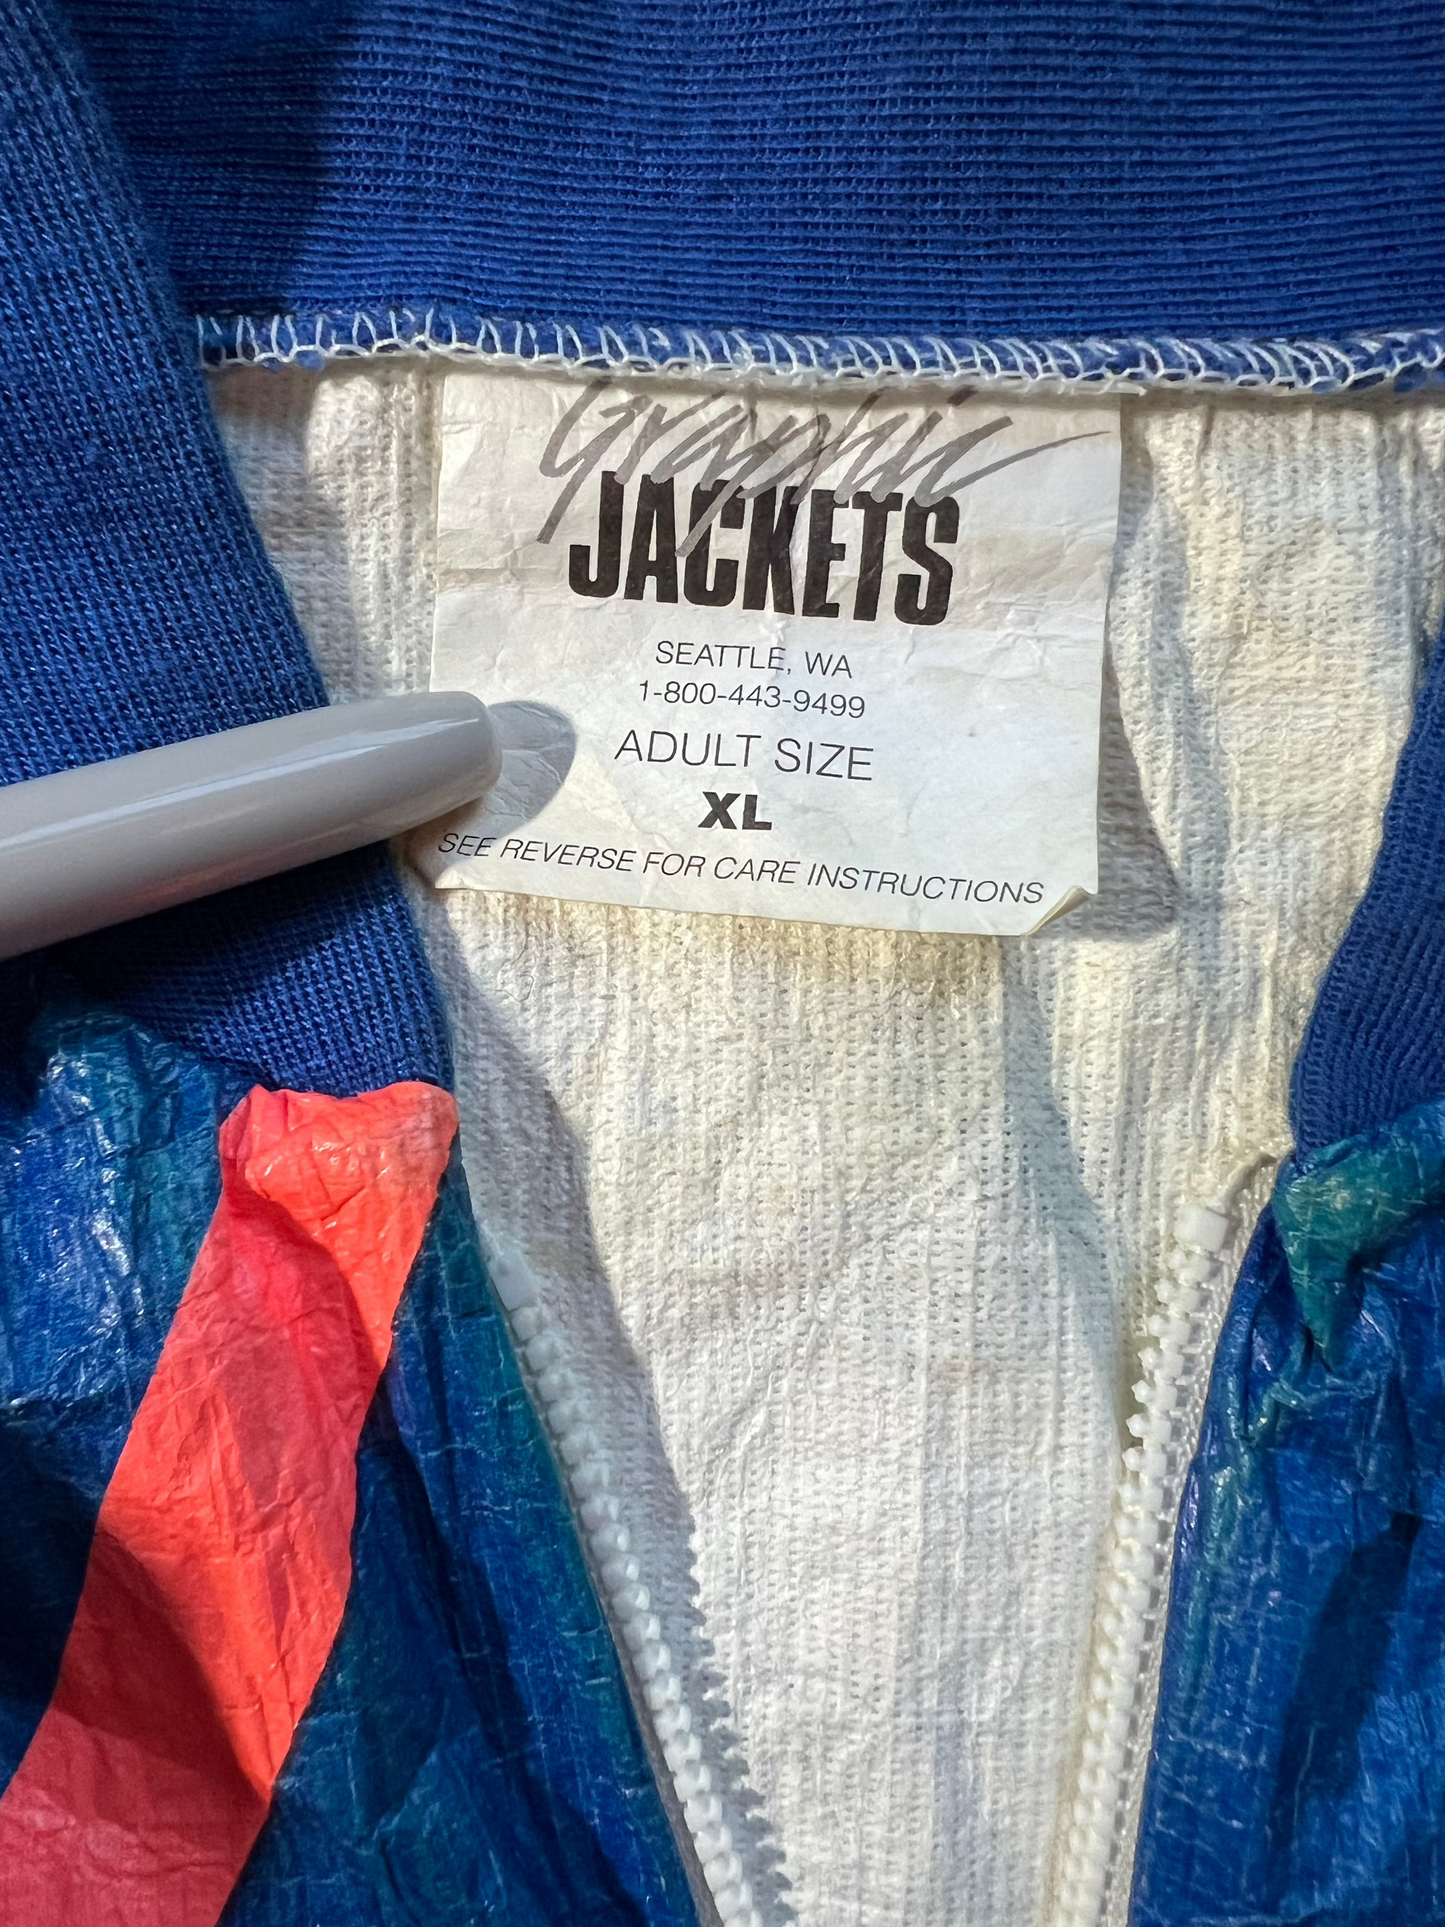 Graphic
JACKETS
SEATTLE, WA
1-800-443-9499
ADULT SIZE
XL
SEE REVERSE FOR CARE INSTRUCTIONS